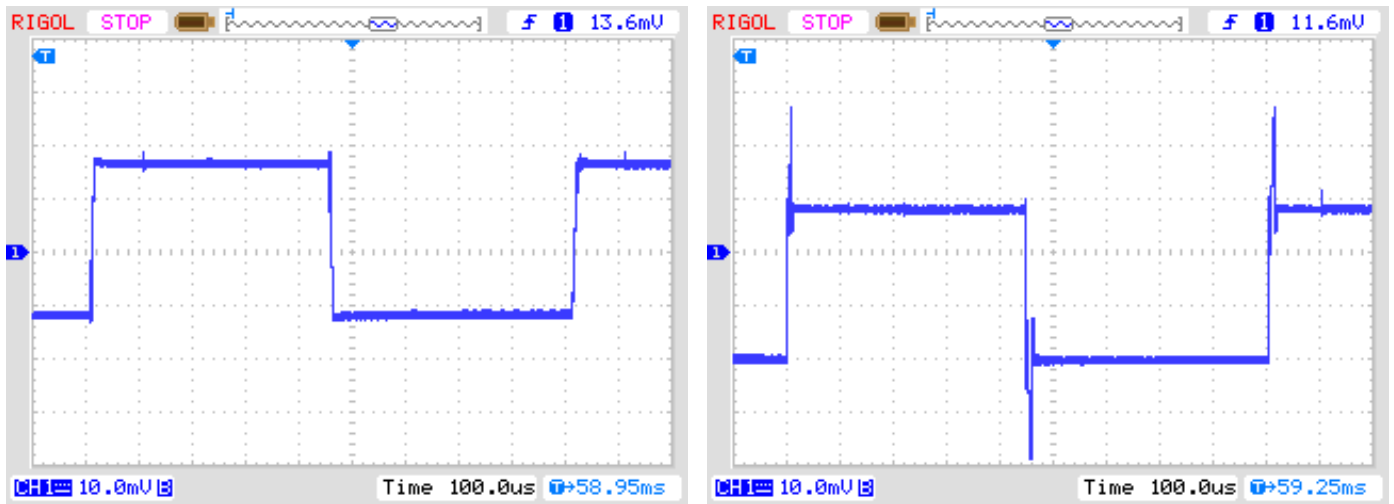 RIGOL STOP 1 13.6mV
T
1
CH1 10.0mV B Time 100.0us T→58.95ms
RIGOL STOP 1 11.6mV
T
1
CH1 10.0mV B Time 100.0us T→59.25ms